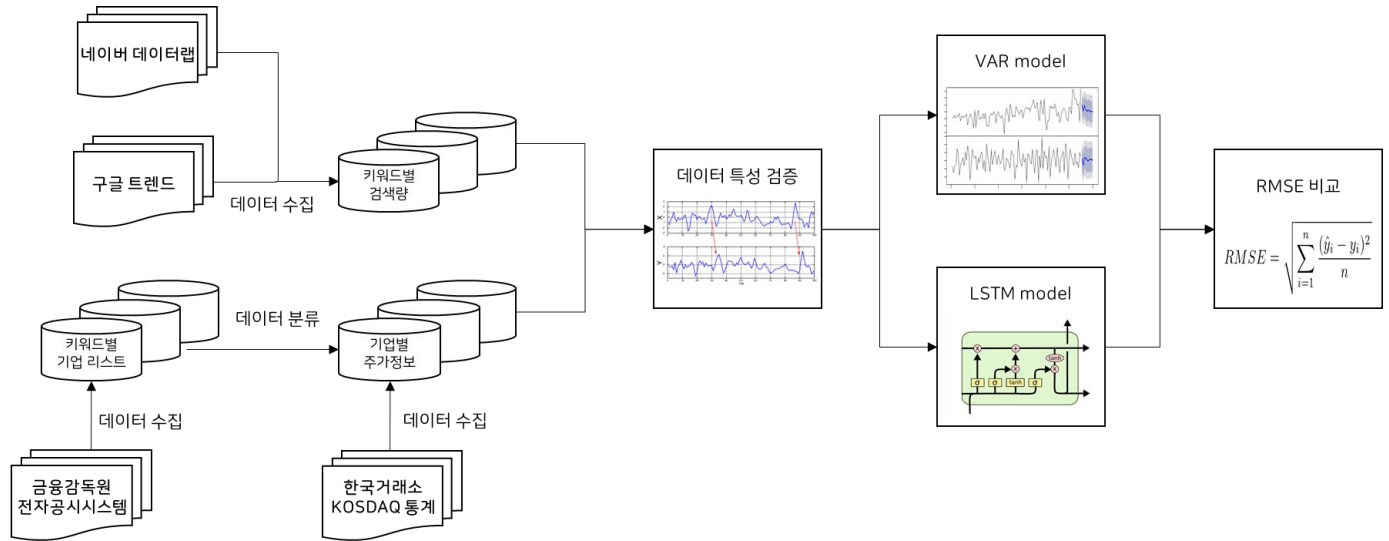 네이버 데이터랩
구글 트렌드
데이터 수집
키워드별
검색량
키워드별
기업 리스트
데이터 분류
기업별
주가정보
데이터 수집
데이터 수집
금융감독원
전자공시시스템
한국거래소
KOSDAQ 통계
데이터 특성 검증
X
Y
VAR model
LSTM model
tanh
σ
σ
tanh
σ
RMSE 비교
RMSE = √∑ⁿᵢ₌₁ (ŷᵢ − yᵢ)² / n